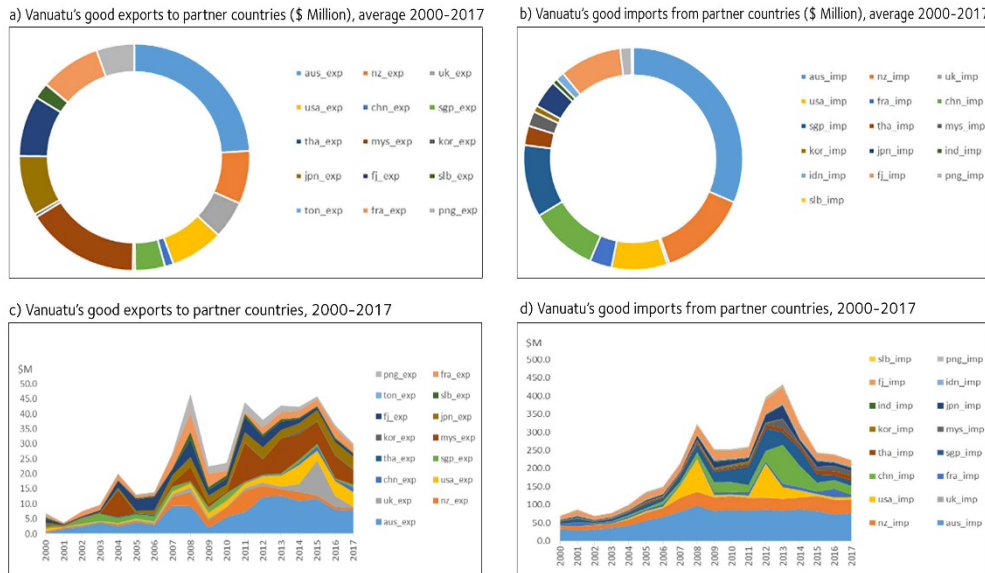 a) Vanuatu's good exports to partner countries ($ Million), average 2000-2017
aus_exp nz_exp uk_exp
usa_exp chn_exp sgp_exp
tha_exp mys_exp kor_exp
jpn_exp fj_exp slb_exp
ton_exp fra_exp png_exp
b) Vanuatu's good imports from partner countries ($ Million), average 2000-2017
aus_imp nz_imp uk_imp
usa_imp fra_imp chn_imp
sgp_imp tha_imp mys_imp
kor_imp jpn_imp ind_imp
idn_imp fj_imp png_imp
slb_imp
c) Vanuatu's good exports to partner countries, 2000-2017
$M
50.0
45.0
40.0
35.0
30.0
25.0
20.0
15.0
10.0
5.0
0.0
2000 2001 2002 2003 2004 2005 2006 2007 2008 2009 2010 2011 2012 2013 2014 2015 2016 2017
png_exp fra_exp
ton_exp slb_exp
fj_exp jpn_exp
kor_exp mys_exp
tha_exp sgp_exp
chn_exp usa_exp
uk_exp nz_exp
aus_exp
d) Vanuatu's good imports from partner countries, 2000-2017
$M
500.0
450.0
400.0
350.0
300.0
250.0
200.0
150.0
100.0
50.0
0.0
2000 2001 2002 2003 2004 2005 2006 2007 2008 2009 2010 2011 2012 2013 2014 2015 2016 2017
slb_imp png_imp
fj_imp idn_imp
ind_imp jpn_imp
kor_imp mys_imp
tha_imp sgp_imp
chn_imp fra_imp
usa_imp uk_imp
nz_imp aus_imp